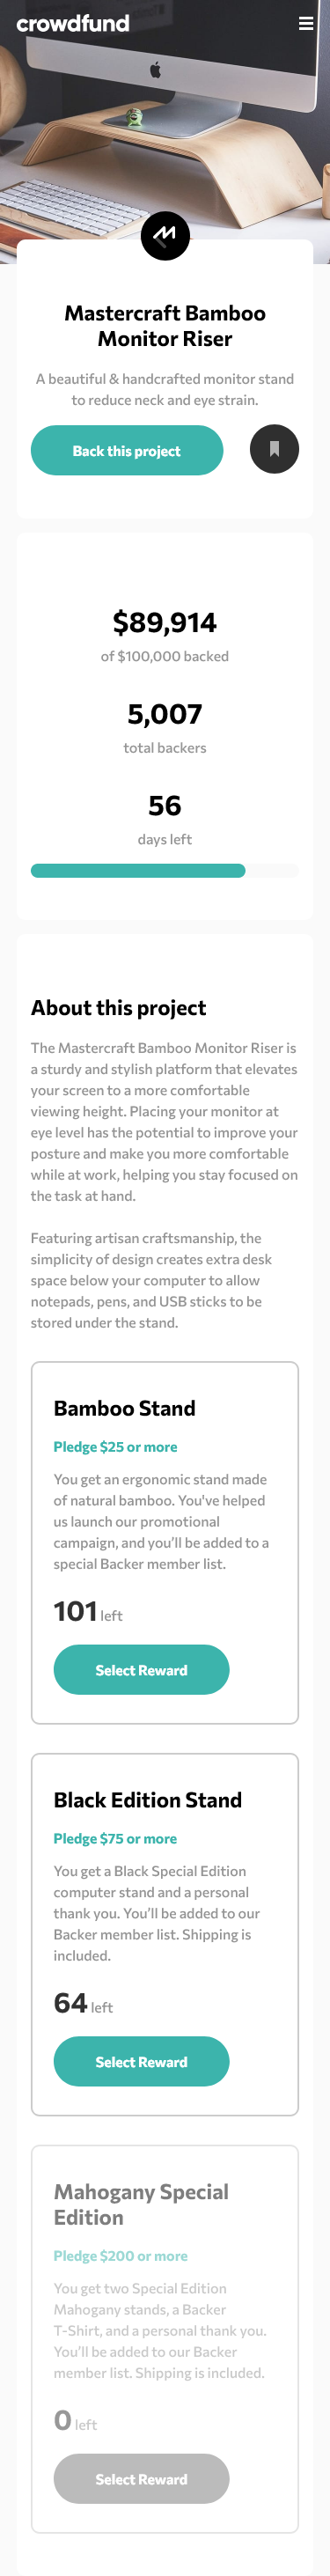 crowdfund
Mastercraft Bamboo
Monitor Riser
A beautiful & handcrafted monitor stand
to reduce neck and eye strain.
Back this project
$89,914
of $100,000 backed
5,007
total backers
56
days left
About this project
The Mastercraft Bamboo Monitor Riser is
a sturdy and stylish platform that elevates
your screen to a more comfortable
viewing height. Placing your monitor at
eye level has the potential to improve your
posture and make you more comfortable
while at work, helping you stay focused on
the task at hand.
Featuring artisan craftsmanship, the
simplicity of design creates extra desk
space below your computer to allow
notepads, pens, and USB sticks to be
stored under the stand.
Bamboo Stand
Pledge $25 or more
You get an ergonomic stand made
of natural bamboo. You've helped
us launch our promotional
campaign, and you’ll be added to a
special Backer member list.
101 left
Select Reward
Black Edition Stand
Pledge $75 or more
You get a Black Special Edition
computer stand and a personal
thank you. You’ll be added to our
Backer member list. Shipping is
included.
64 left
Select Reward
Mahogany Special
Edition
Pledge $200 or more
You get two Special Edition
Mahogany stands, a Backer
T-Shirt, and a personal thank you.
You’ll be added to our Backer
member list. Shipping is included.
0 left
Select Reward